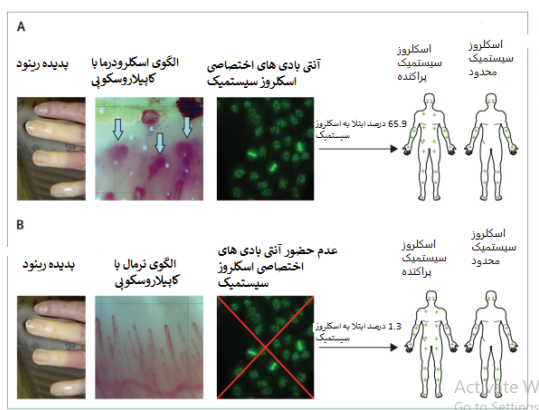 A
پدیده رینود
الگوی اسکلرودرما با
کاپیلاروسکوپی
آنتی بادی های اختصاصی
اسکلروز سیستمیک
65.9 درصد ابتلا به اسکلروز
سیستمیک
اسکلروز
سیستمیک
پراکنده
اسکلروز
سیستمیک
محدود
B
پدیده رینود
الگوی نرمال با
کاپیلاروسکوپی
عدم حضور آنتی بادی های
اختصاصی اسکلروز
سیستمیک
1.3 درصد ابتلا به اسکلروز
سیستمیک
اسکلروز
سیستمیک
پراکنده
اسکلروز
سیستمیک
محدود
Activate W
Go to Settings